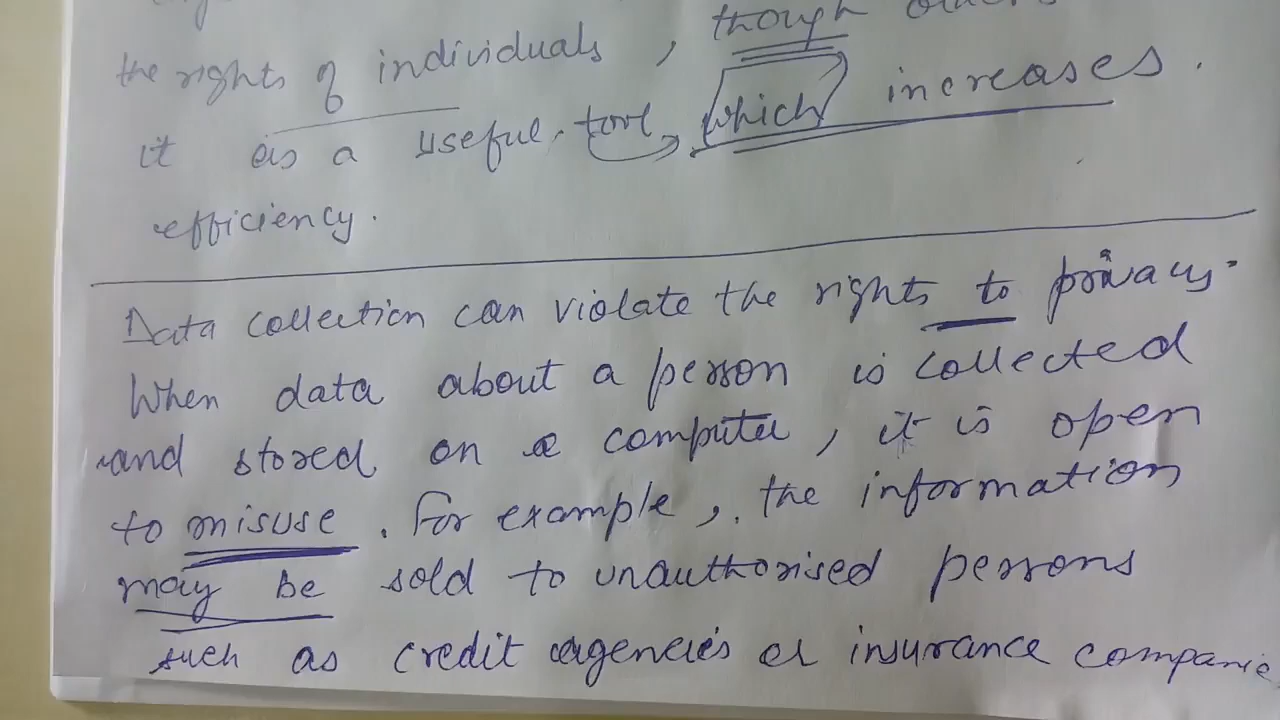 the rights of individuals, though
it as a useful tool, which increases.
efficiency.
Data collection can violate the rights to privacy.
When data about a person is collected
and stored on a computer, it is open
to misuse. For example, the information
may be sold to unauthorised persons
such as credit agencies or insurance companie